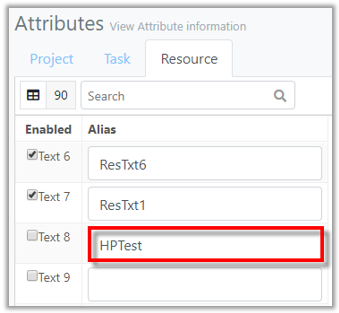 Attributes View Attribute information
Project Task Resource
90 Search
Enabled Alias
Text 6 ResTxt6
Text 7 ResTxt1
Text 8 HPTest
Text 9